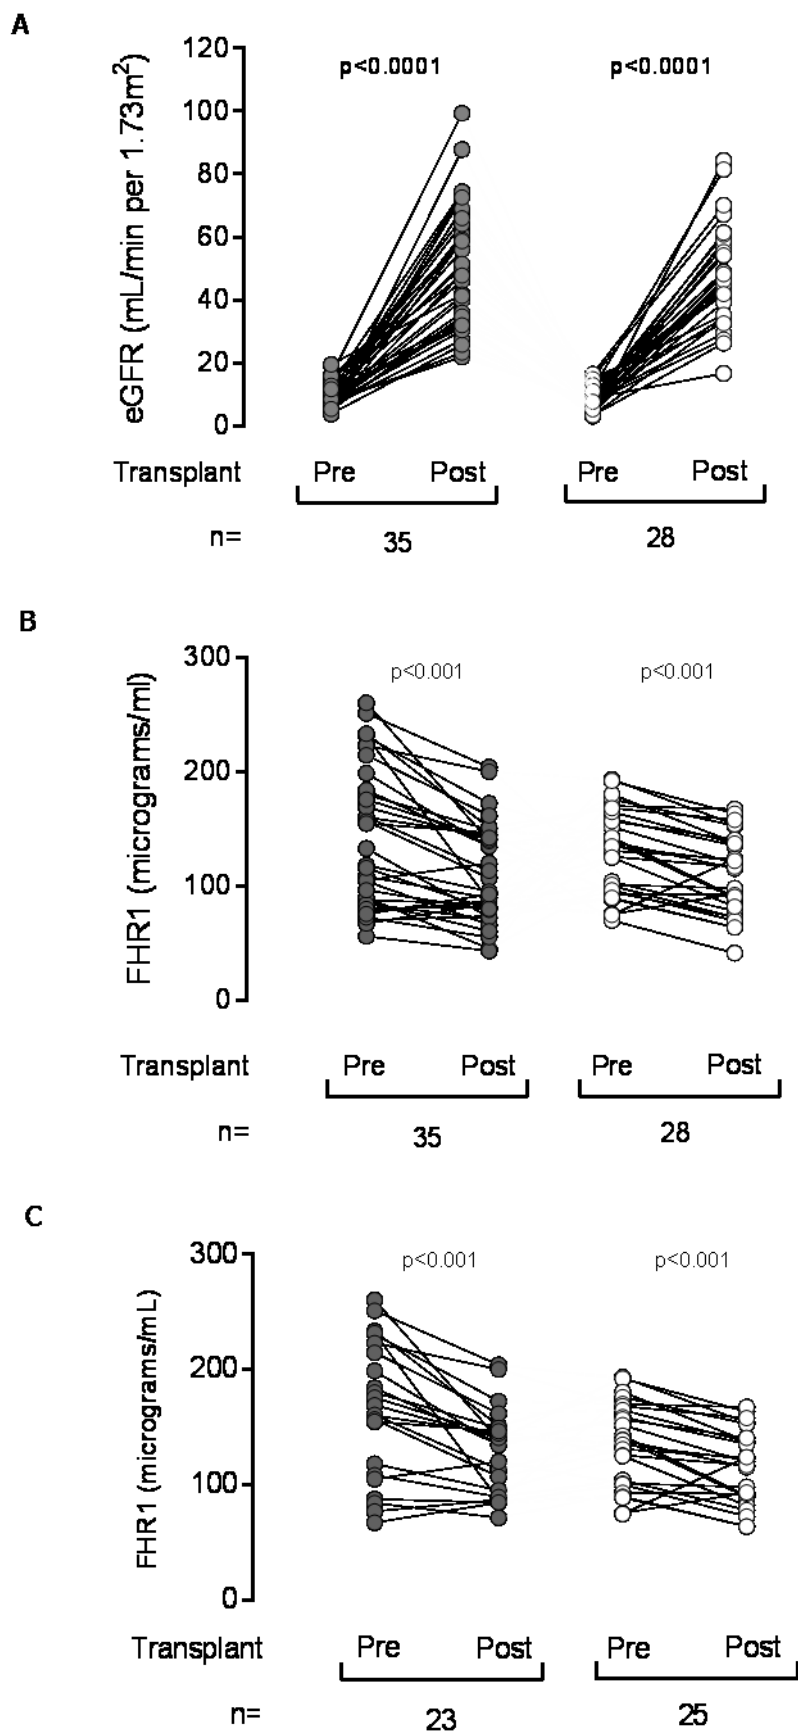 A
120
p<0.0001 p<0.0001
100
80
60
40
20
0
eGFR (mL/min per 1.73m²)
Transplant Pre Post Pre Post
n= 35 28
B
300
p<0.001 p<0.001
200
100
0
FHR1 (micrograms/ml)
Transplant Pre Post Pre Post
n= 35 28
C
300
p<0.001 p<0.001
200
100
0
FHR1 (micrograms/mL)
Transplant Pre Post Pre Post
n= 23 25